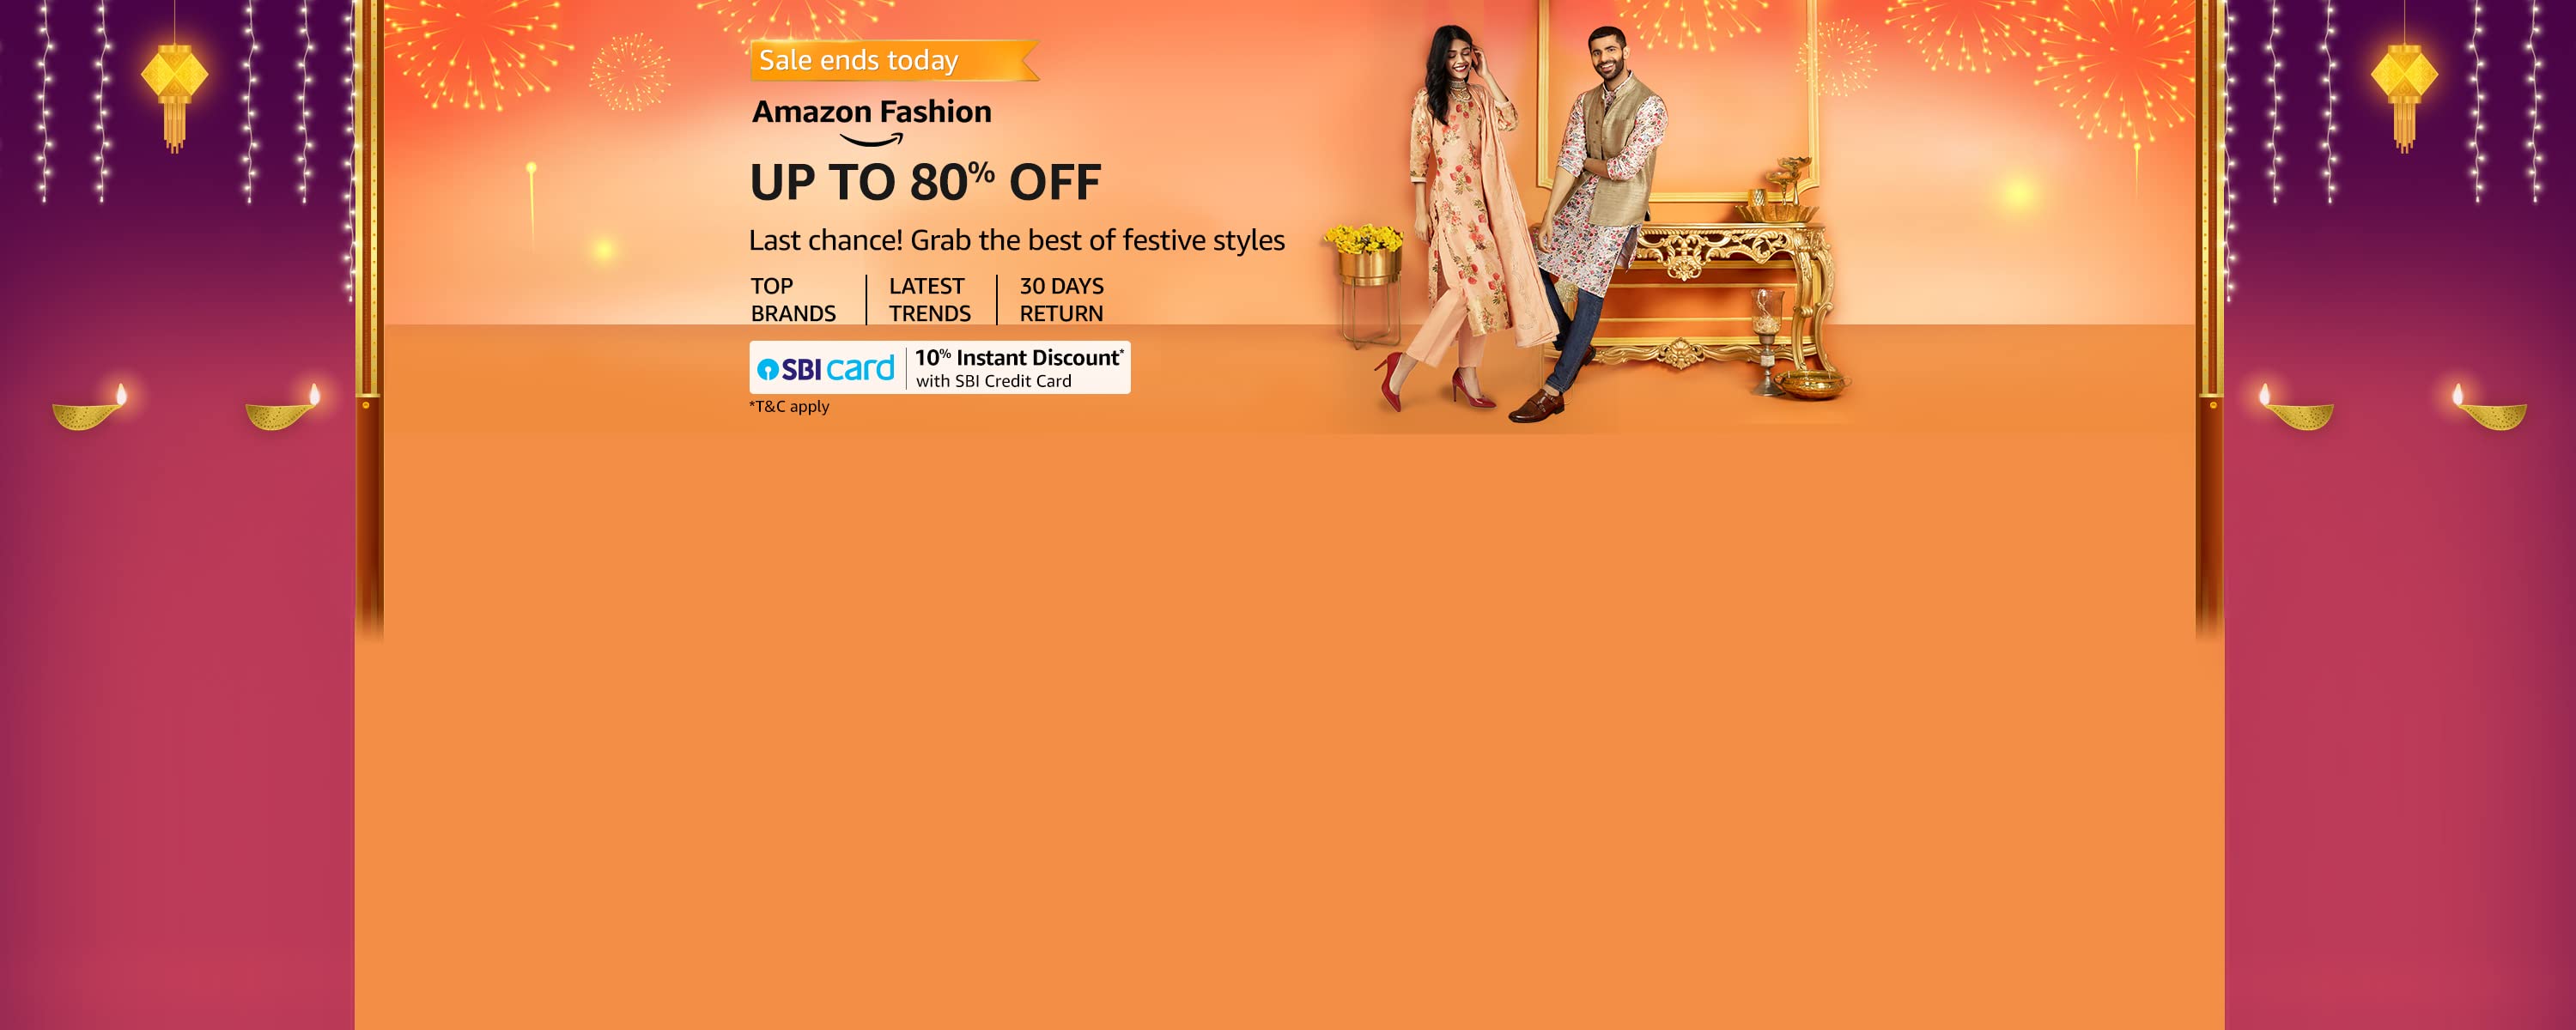 Sale ends today
Amazon Fashion
UP TO 80% OFF
Last chance! Grab the best of festive styles
TOP
BRANDS
LATEST
TRENDS
30 DAYS
RETURN
SBI card
10% Instant Discount*
with SBI Credit Card
*T&C apply